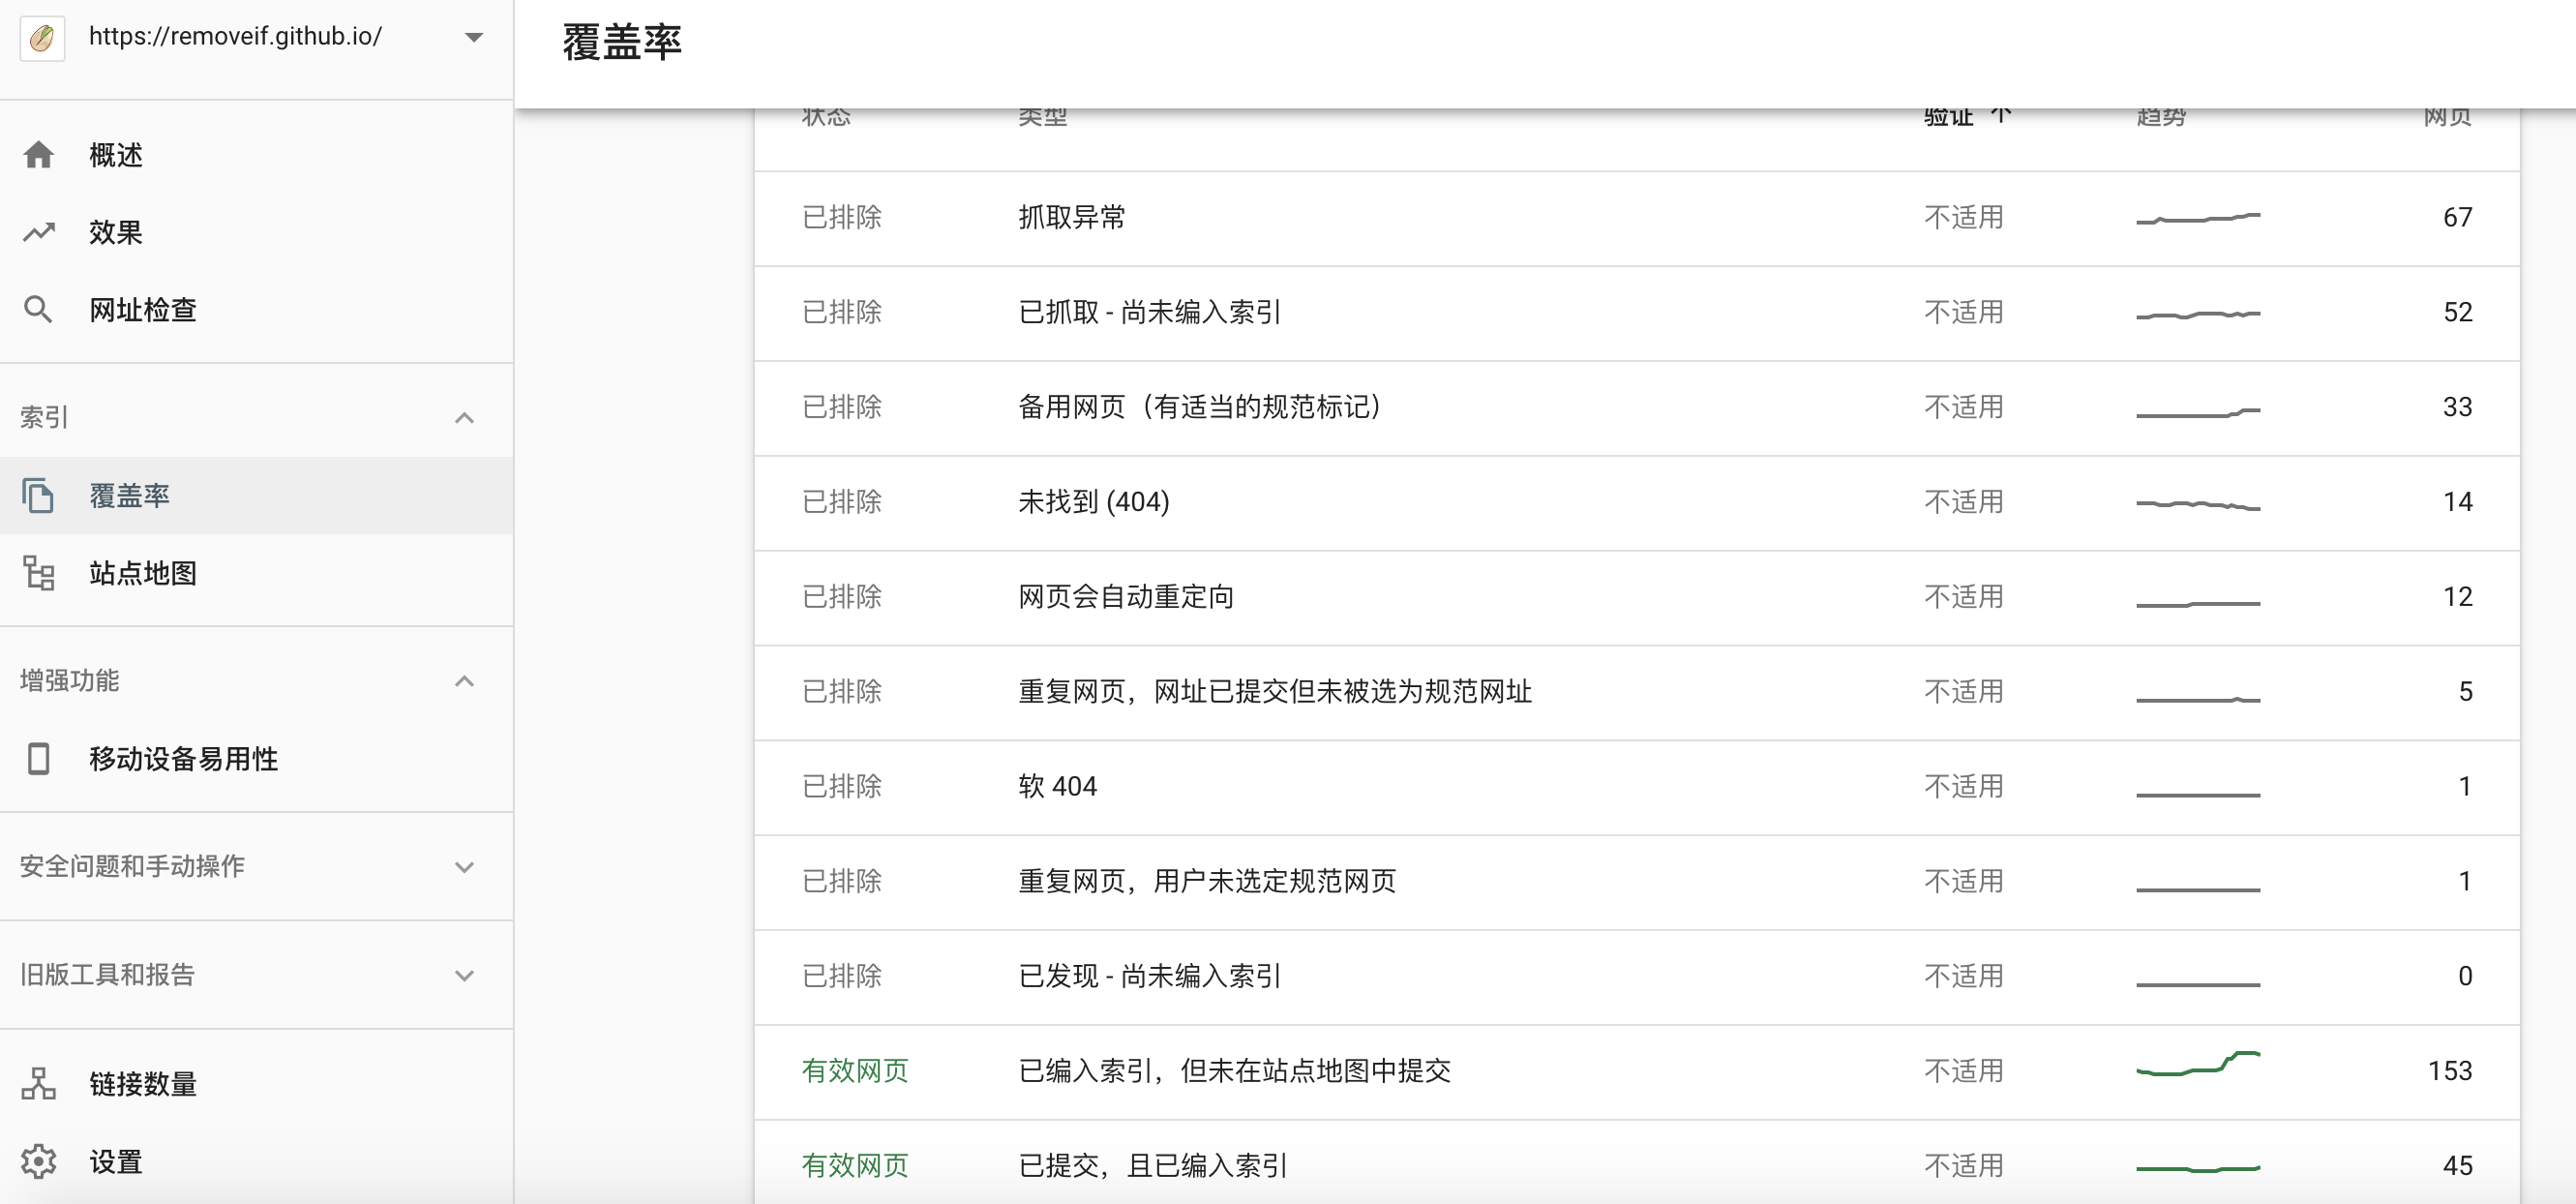 https://removeif.github.io/
概述
效果
网址检查
索引
覆盖率
站点地图
增强功能
移动设备易用性
安全问题和手动操作
旧版工具和报告
链接数量
设置
覆盖率
状态 类型 验证 ↑ 趋势 网页
已排除 抓取异常 不适用 67
已排除 已抓取 - 尚未编入索引 不适用 52
已排除 备用网页（有适当的规范标记） 不适用 33
已排除 未找到 (404) 不适用 14
已排除 网页会自动重定向 不适用 12
已排除 重复网页，网址已提交但未被选为规范网址 不适用 5
已排除 软 404 不适用 1
已排除 重复网页，用户未选定规范网页 不适用 1
已排除 已发现 - 尚未编入索引 不适用 0
有效网页 已编入索引，但未在站点地图中提交 不适用 153
有效网页 已提交，且已编入索引 不适用 45